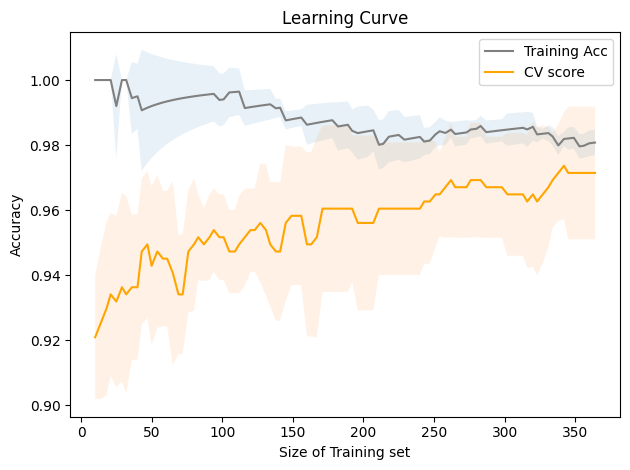 Learning Curve
Training Acc
CV score
1.00
0.98
0.96
0.94
0.92
0.90
Accuracy
0 50 100 150 200 250 300 350
Size of Training set